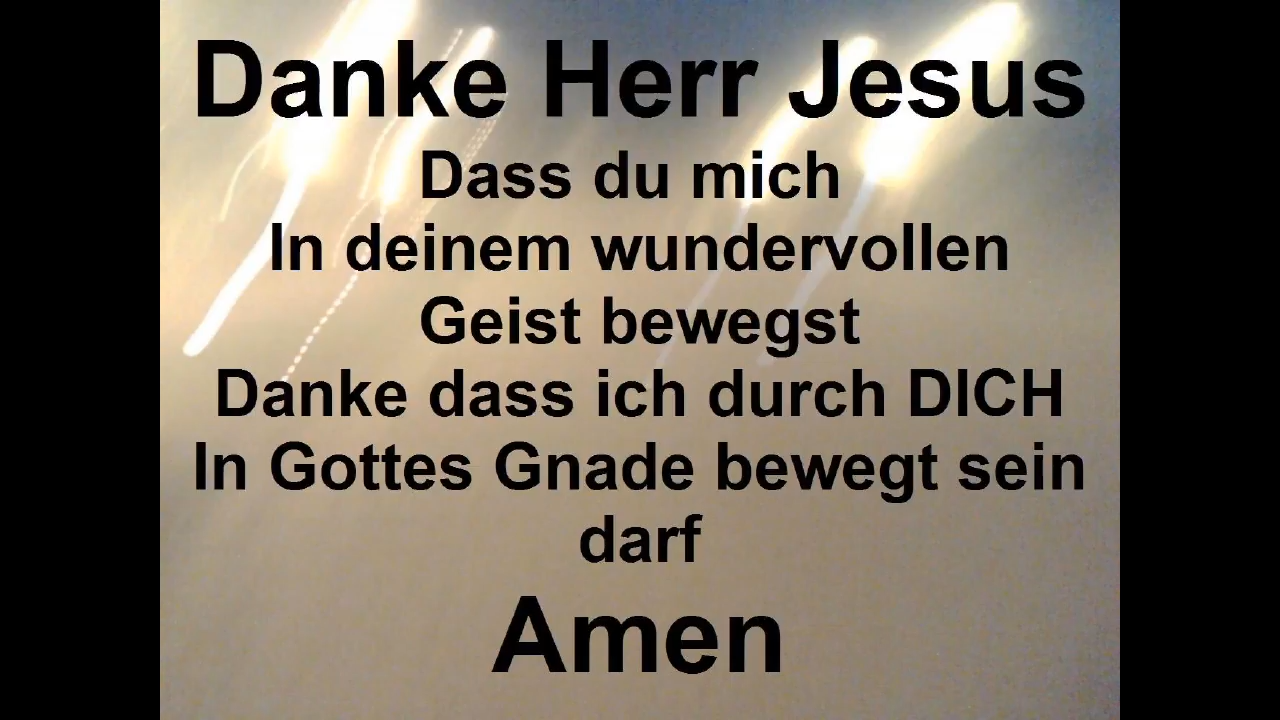 Danke Herr Jesus
Dass du mich
In deinem wundervollen
Geist bewegst
Danke dass ich durch DICH
In Gottes Gnade bewegt sein
darf
Amen